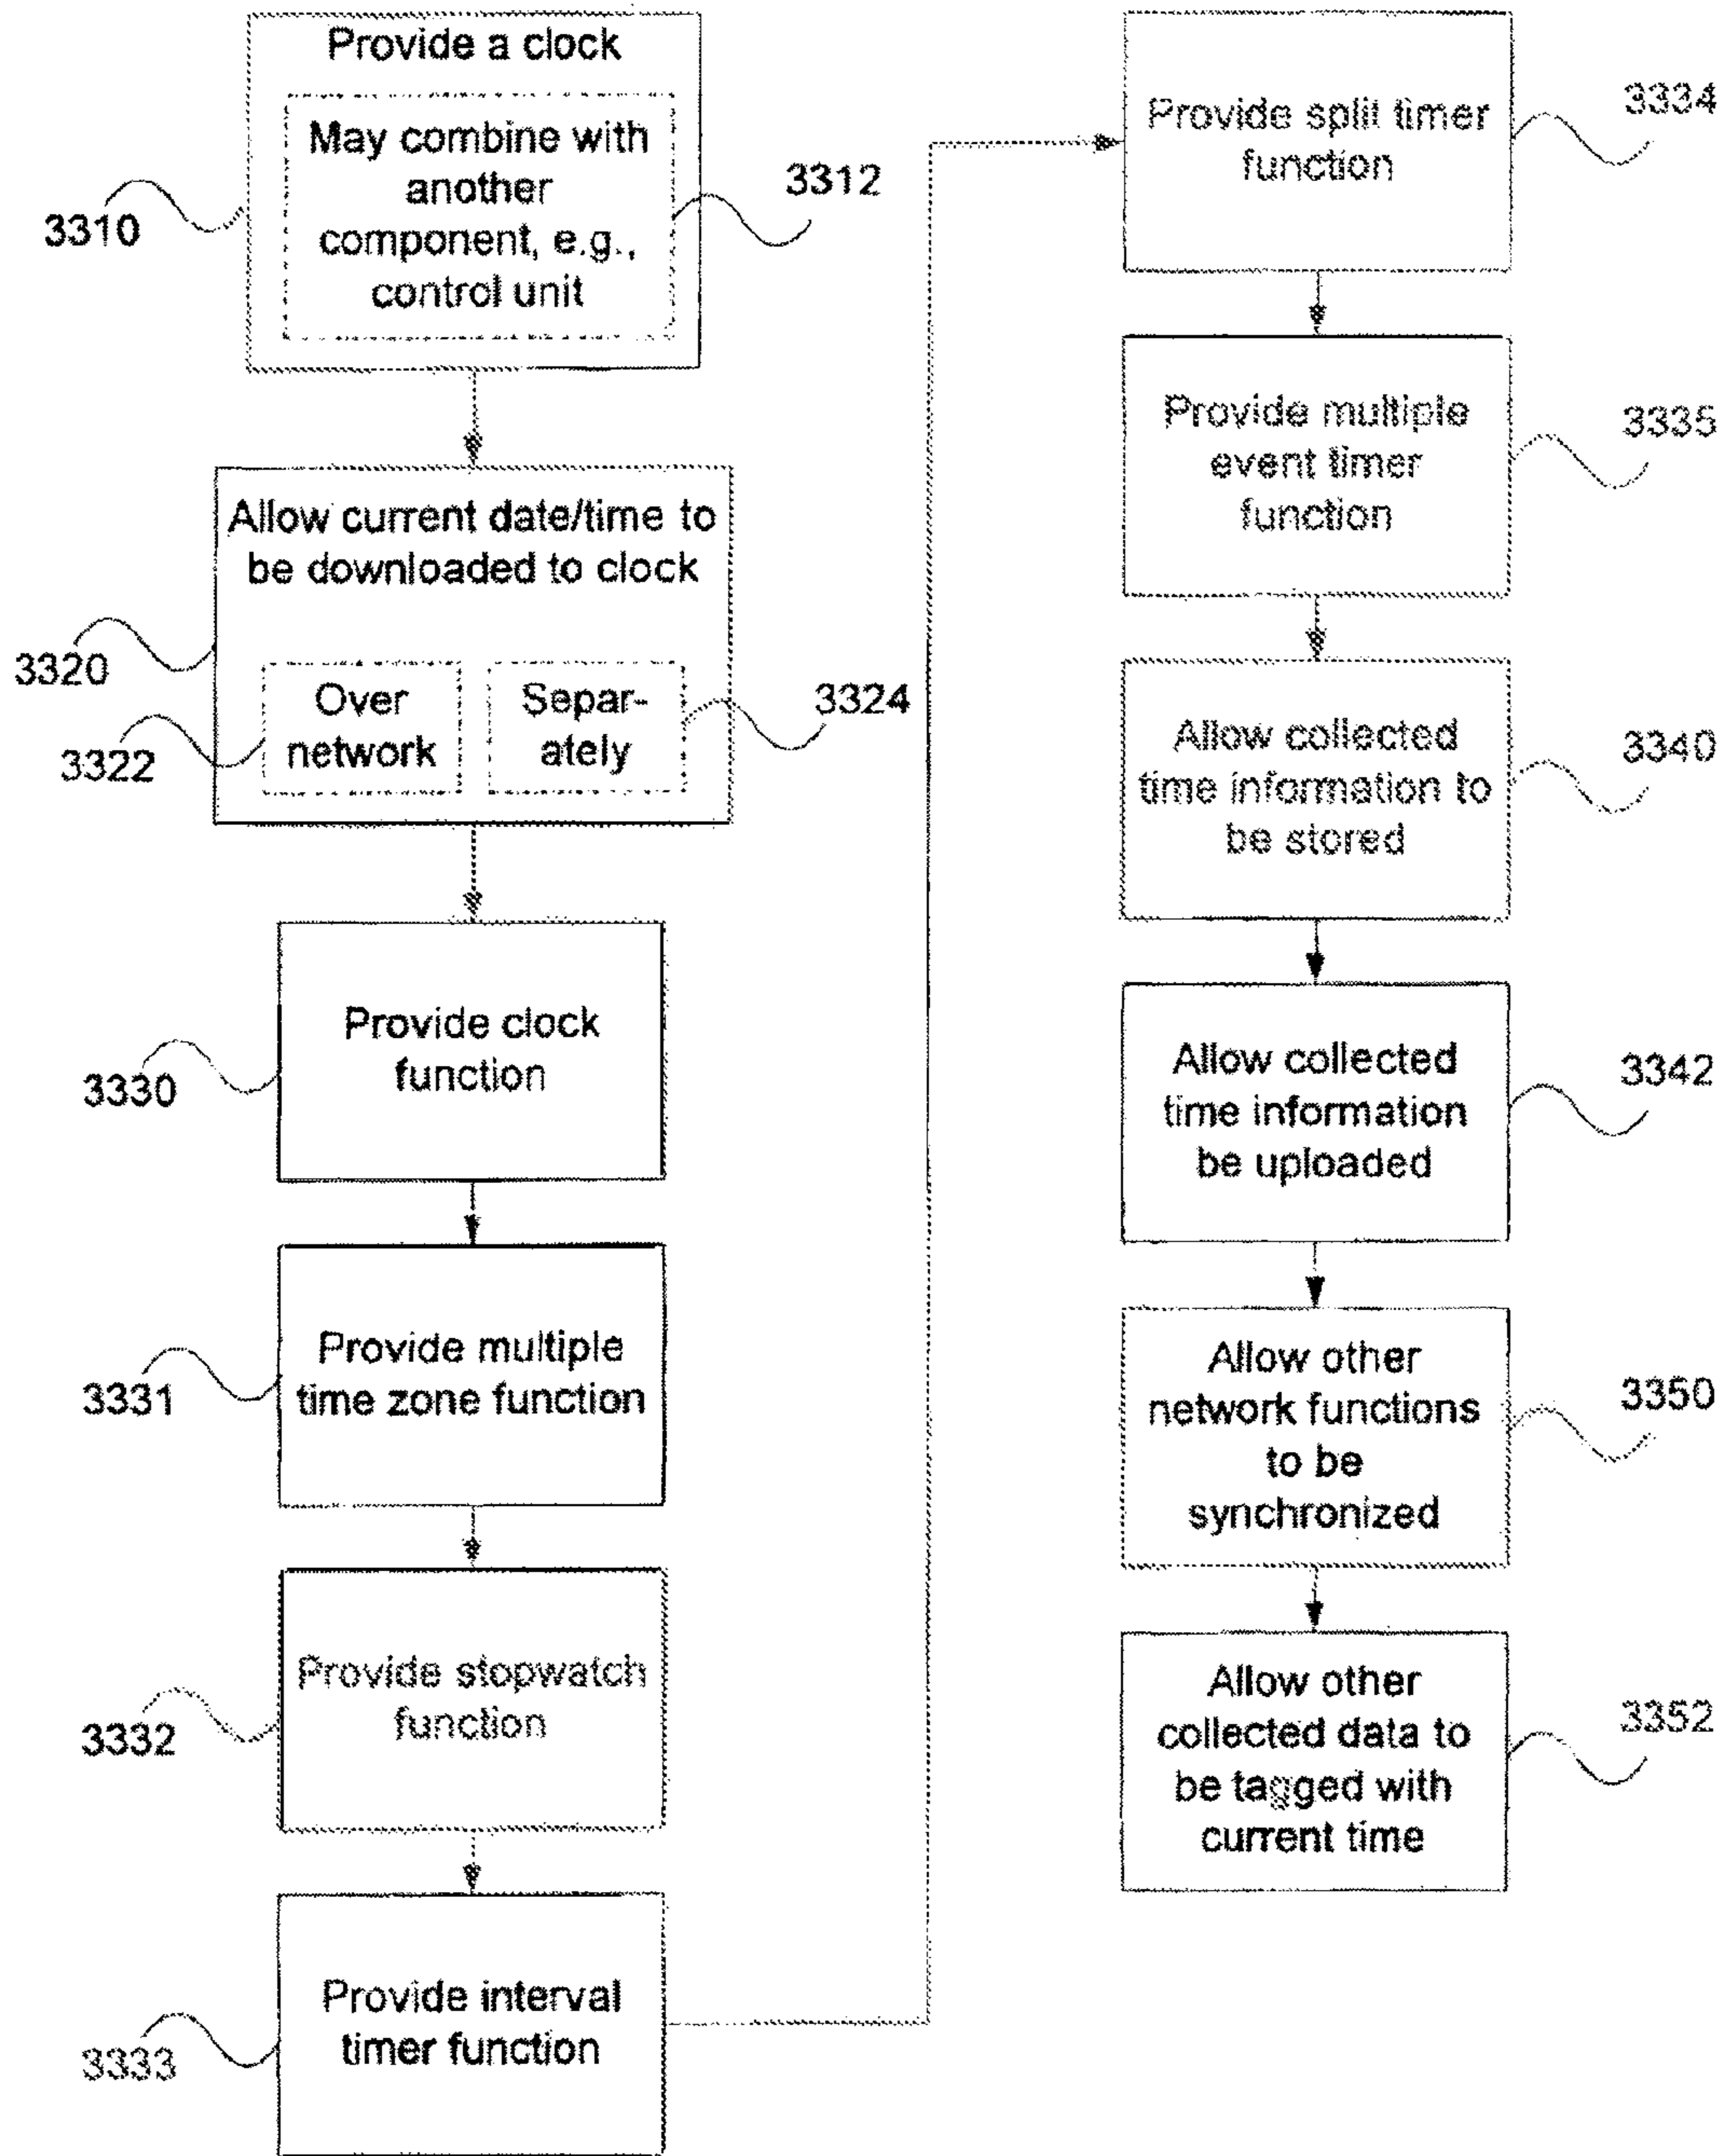 Provide a clock
May combine with
another
component, e.g.,
control unit
3310
3312
Allow current date/time to
be downloaded to clock
3320
Over
network
3322
Separ-
ately
3324
Provide clock
function
3330
Provide multiple
time zone function
3331
Provide stopwatch
function
3332
Provide interval
timer function
3333
Provide split timer
function
3334
Provide multiple
event timer
function
3335
Allow collected
time information to
be stored
3340
Allow collected
time information
be uploaded
3342
Allow other
network functions
to be
synchronized
3350
Allow other
collected data to
be tagged with
current time
3352